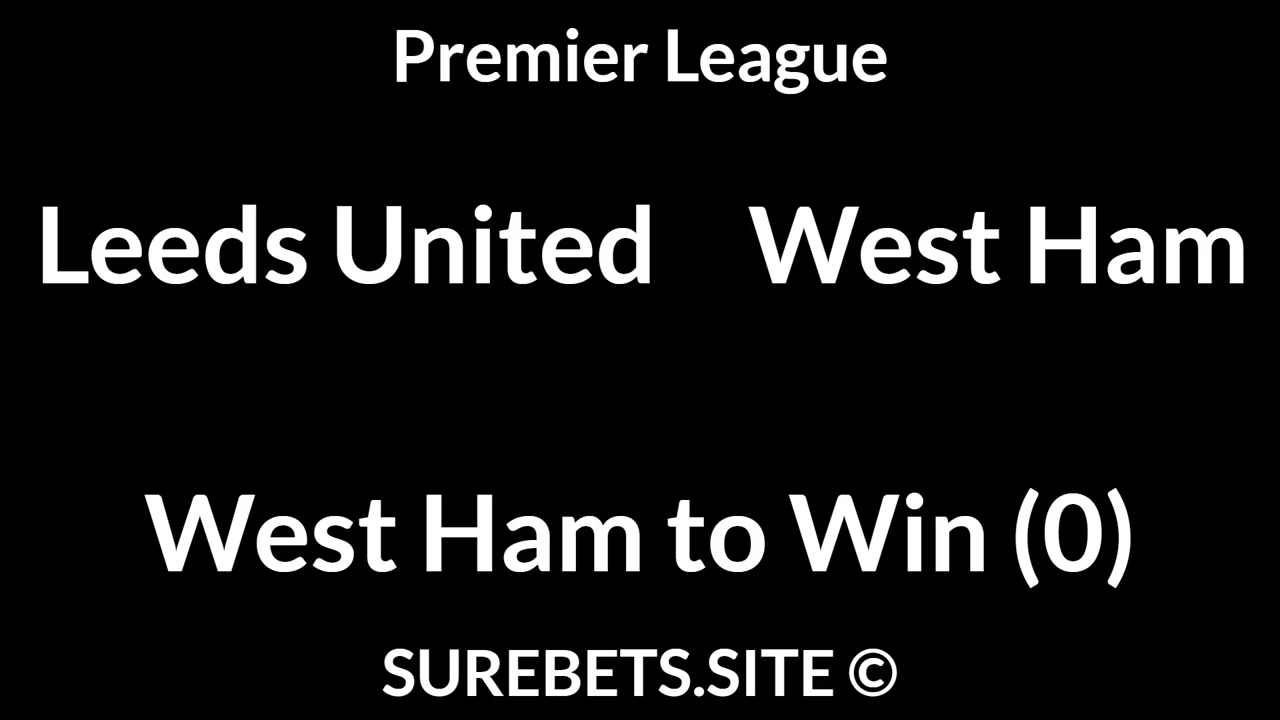 Premier League
Leeds United West Ham
West Ham to Win (0)
SUREBETS.SITE ©